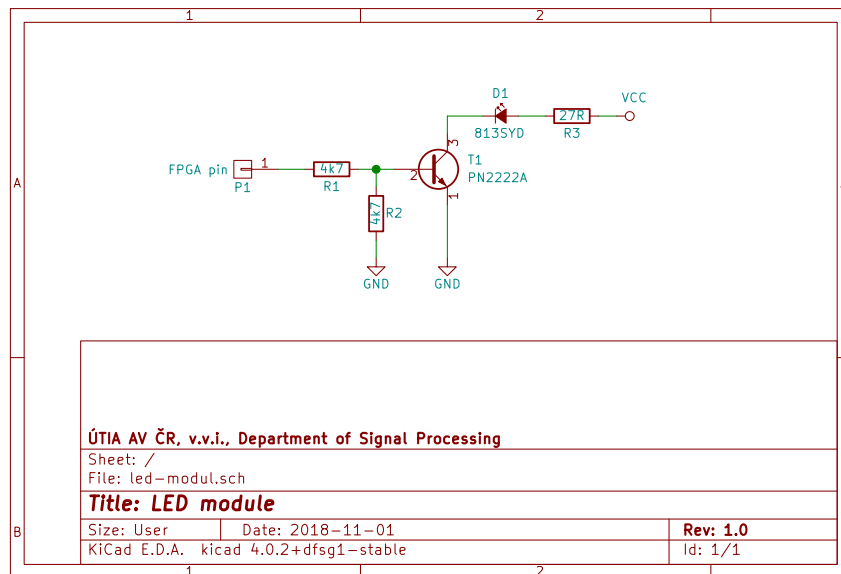 1 2
D1
VCC
27R
813SYD
R3
3
T1
FPGA pin
1
4k7
2
PN2222A
A
P1
R1
4k7
R2
1
GND
GND
ÚTIA AV ČR, v.v.i., Department of Signal Processing
Sheet: /
File: led-modul.sch
Title: LED module
B
Size: User
Date: 2018-11-01
Rev: 1.0
KiCad E.D.A. kicad 4.0.2+dfsg1-stable
Id: 1/1
1 2